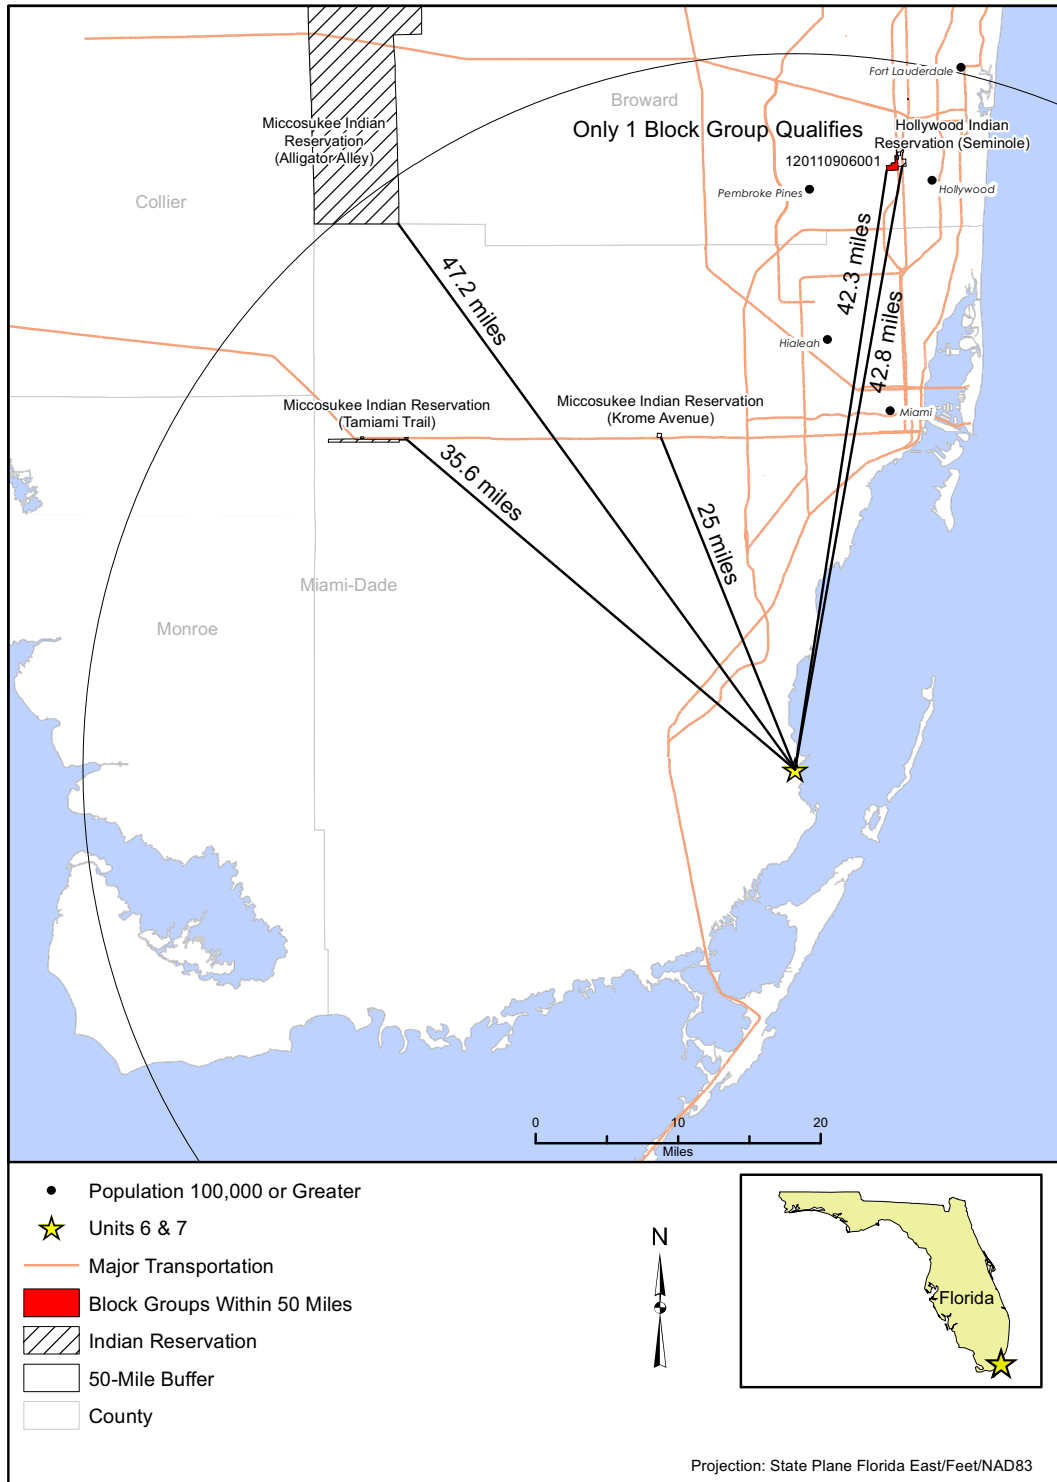 Fort Lauderdale
Broward
Only 1 Block Group Qualifies
Hollywood Indian
Reservation (Seminole)
Miccosukee Indian
Reservation
(Alligator Alley)
120110906001
Pembroke Pines
Hollywood
Collier
47.2 miles
42.3 miles
42.8 miles
Hialeah
Miccosukee Indian Reservation
(Tamiami Trail)
Miccosukee Indian Reservation
(Krome Avenue)
Miami
35.6 miles
25 miles
Miami-Dade
Monroe
0
10
20
Miles
Population 100,000 or Greater
Units 6 & 7
Major Transportation
Block Groups Within 50 Miles
Indian Reservation
50-Mile Buffer
County
N
Florida
Projection: State Plane Florida East/Feet/NAD83